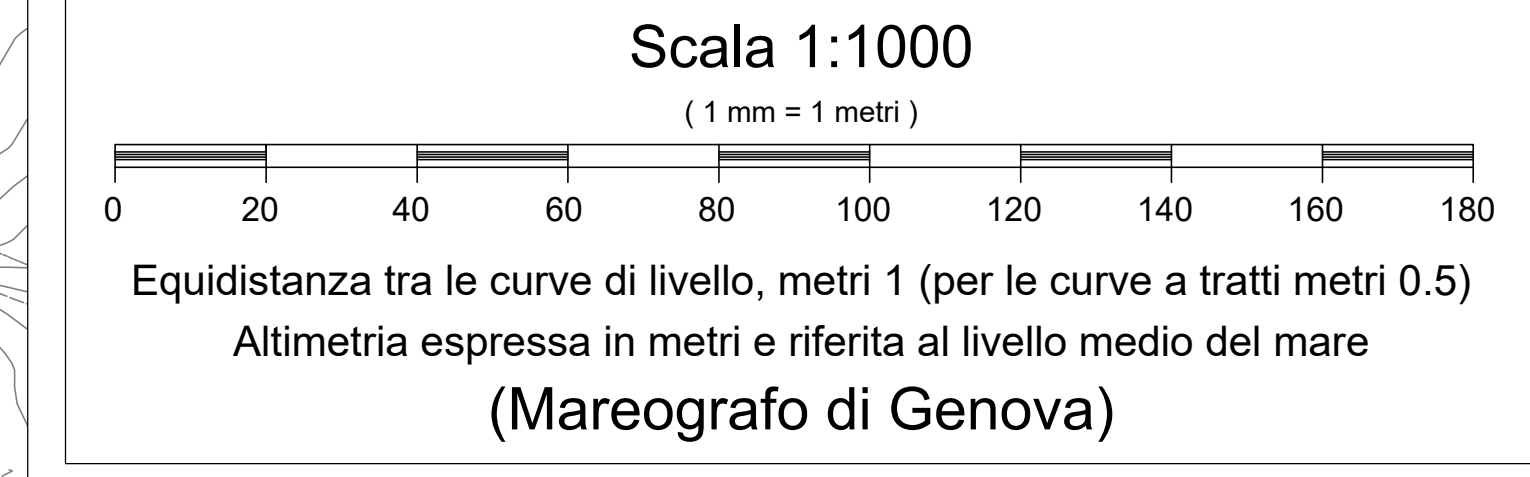 Scala 1:1000
( 1 mm = 1 metri )
0 20 40 60 80 100 120 140 160 180
Equidistanza tra le curve di livello, metri 1 (per le curve a tratti metri 0.5)
Altimetria espressa in metri e riferita al livello medio del mare
(Mareografo di Genova)